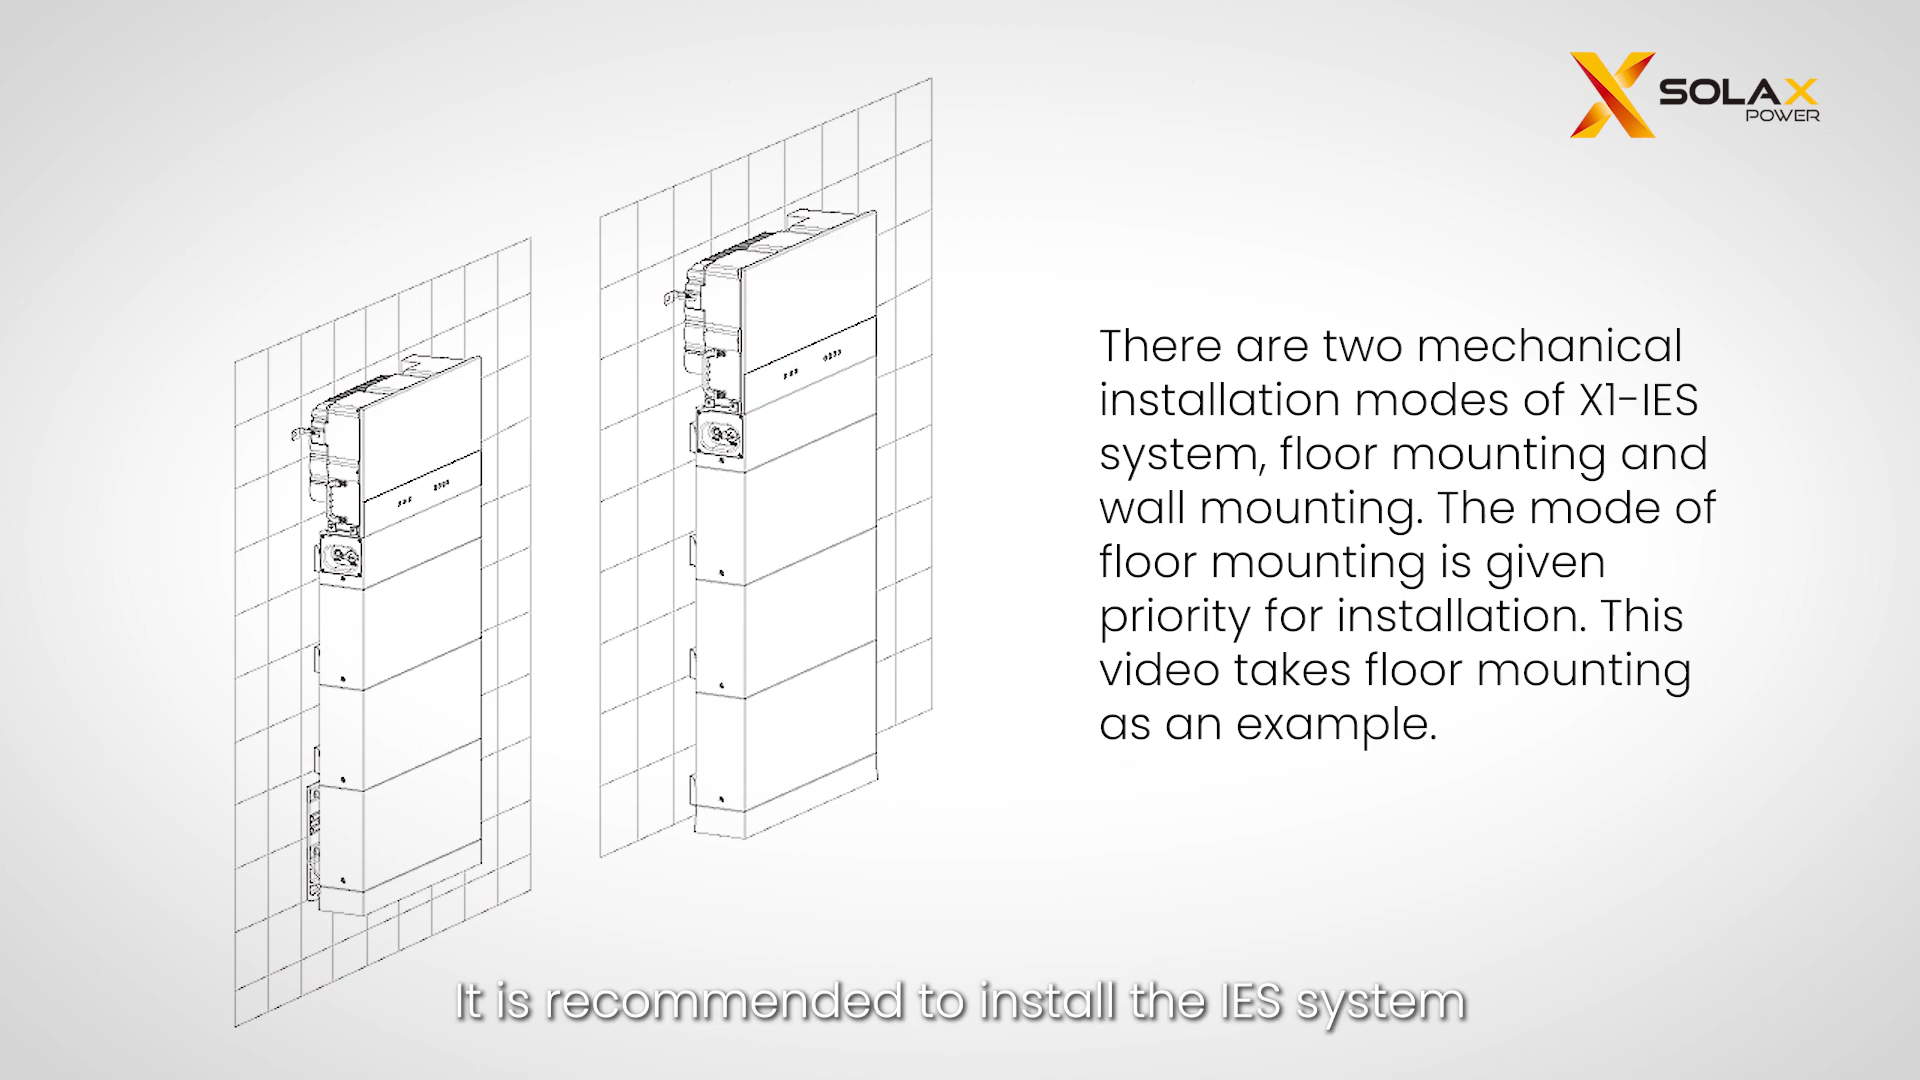 SOLAX
POWER
There are two mechanical
installation modes of X1-IES
system, floor mounting and
wall mounting. The mode of
floor mounting is given
priority for installation. This
video takes floor mounting
as an example.
It is recommended to install the IES system